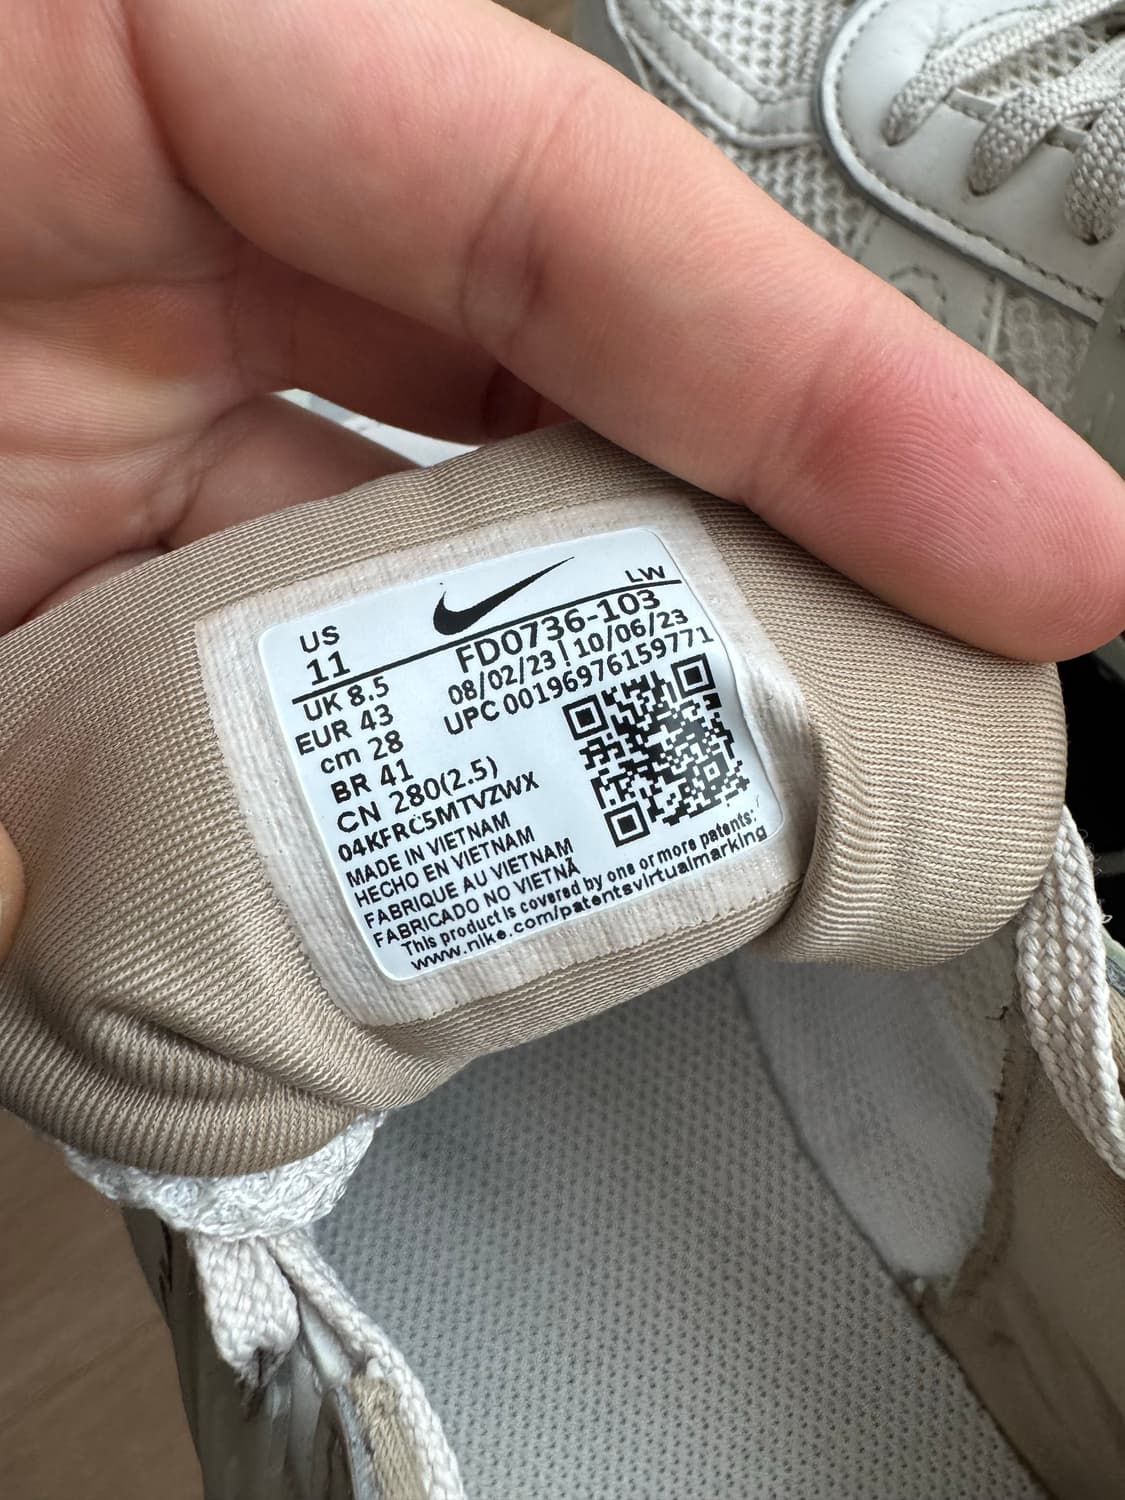 US
11
UK 8.5
EUR 43
cm 28
BR 41
CN 280(2.5)
LW
FD0736-103
08/02/23 | 10/06/23
UPC 00196976159771
04KFRC5MTVZWX
MADE IN VIETNAM
HECHO EN VIETNAM
FABRIQUE AU VIETNAM
FABRICADO NO VIETNÃ
This product is covered by one or more patents:
www.nike.com/patentsvirtualmarking